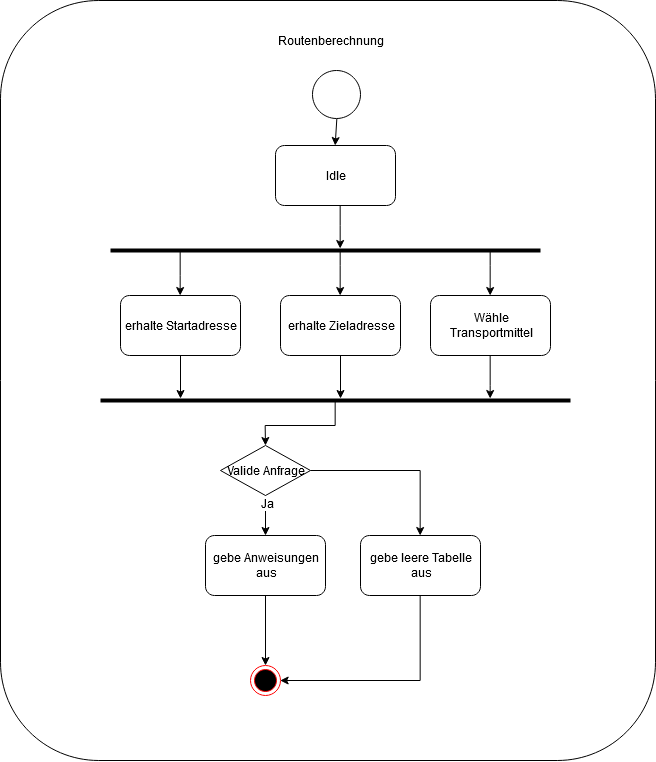 Routenberechnung
Idle
erhalte Startadresse
erhalte Zieladresse
Wähle
Transportmittel
Valide Anfrage
Ja
gebe Anweisungen
aus
gebe leere Tabelle
aus